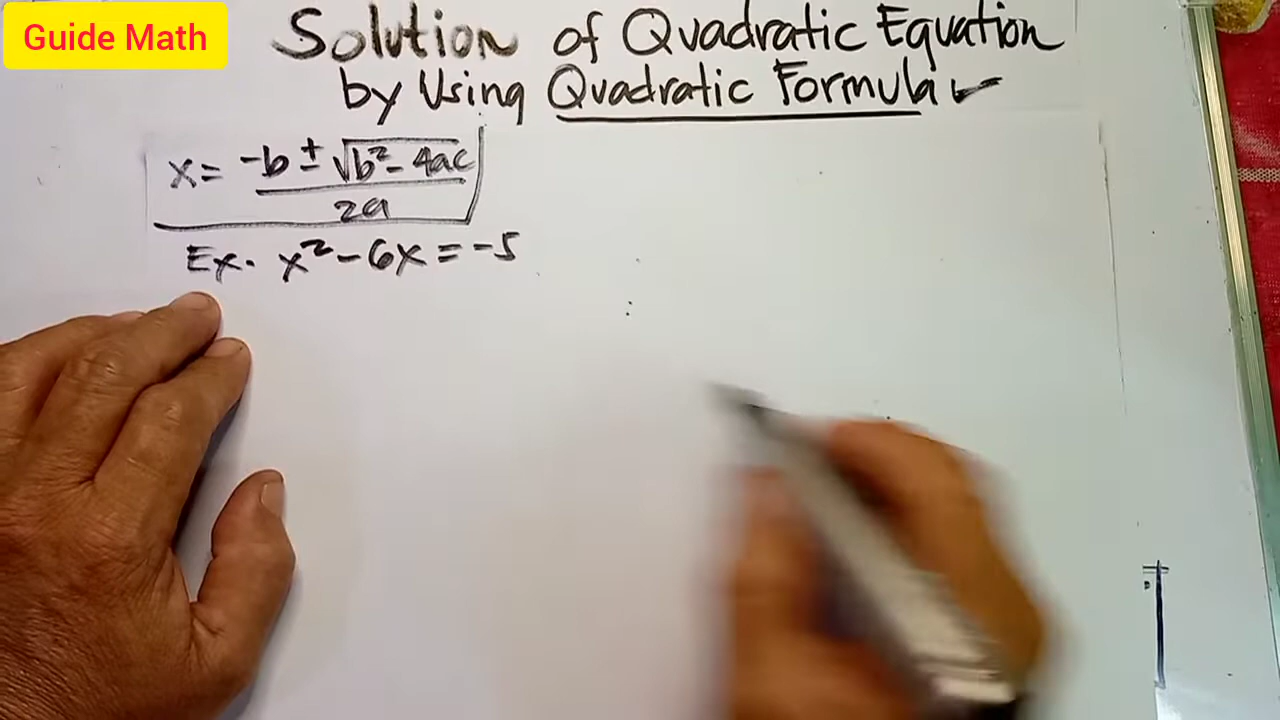 Guide Math
Solution of Quadratic Equation
by Using Quadratic Formula ✓
x = -b ± √b² - 4ac
2a
Ex. x² - 6x = -5